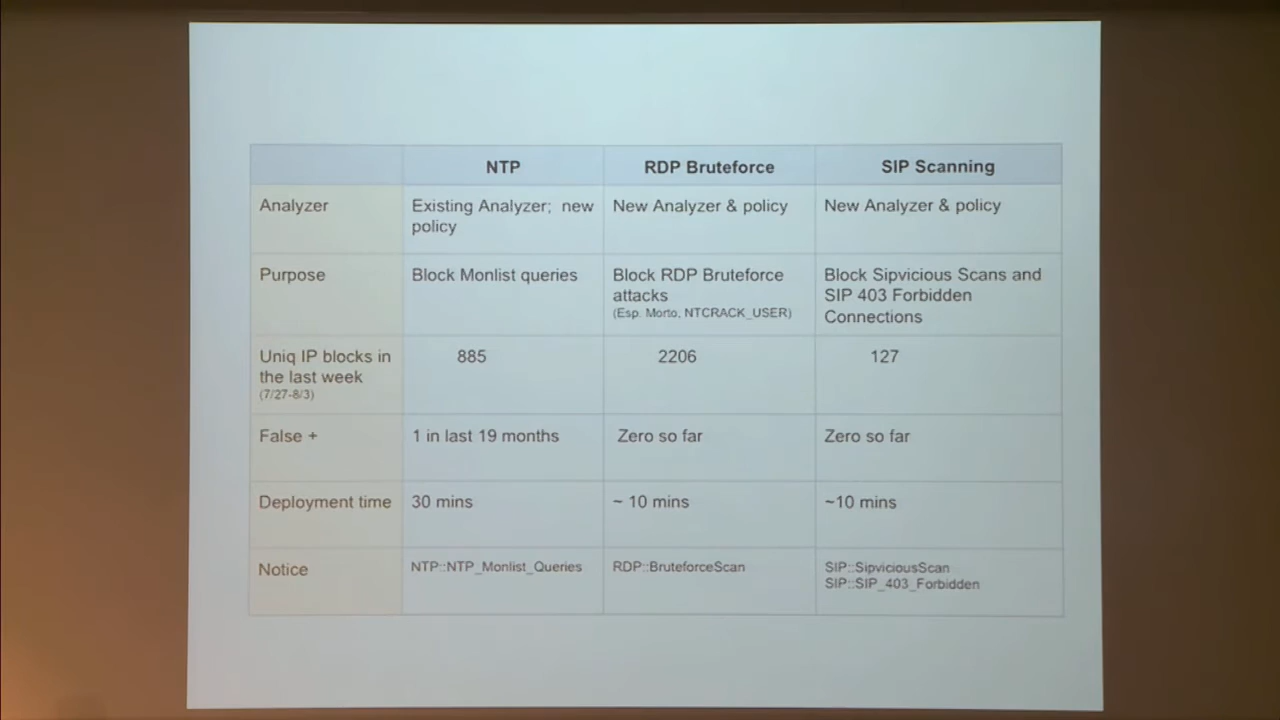 NTP RDP Bruteforce SIP Scanning
Analyzer Existing Analyzer; new New Analyzer & policy New Analyzer & policy
policy
Purpose Block Monlist queries Block RDP Bruteforce Block Sipvicious Scans and
attacks SIP 403 Forbidden
(Esp. Morto, NTCRACK_USER) Connections
Uniq IP blocks in 885 2206 127
the last week
(7/27-8/3)
False + 1 in last 19 months Zero so far Zero so far
Deployment time 30 mins ~ 10 mins ~10 mins
Notice NTP::NTP_Monlist_Queries RDP::BruteforceScan SIP::SipviciousScan
SIP::SIP_403_Forbidden